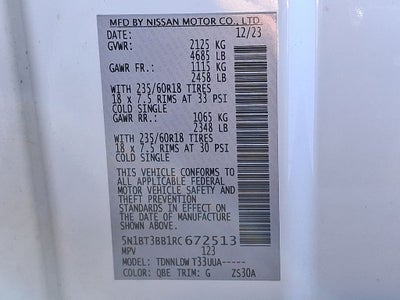 MFD BY NISSAN MOTOR CO., LTD.
DATE: 12/23
GVWR: 2125 KG
4685 LB
GAWR FR.: 1115 KG
2458 LB
WITH 235/60R18 TIRES
18 x 7.5 RIMS AT 33 PSI
COLD SINGLE
GAWR RR.: 1065 KG
2348 LB
WITH 235/60R18 TIRES
18 x 7.5 RIMS AT 30 PSI
COLD SINGLE
THIS VEHICLE CONFORMS TO
ALL APPLICABLE FEDERAL
MOTOR VEHICLE SAFETY AND
THEFT PREVENTION
STANDARDS IN EFFECT ON
THE DATE OF MANUFACTURE
SHOWN ABOVE.
5N1BT3BB1RC672513
MPV 123
MODEL: TDNNLDWT33UUA-----
COLOR: QBE TRIM: G ZS30A